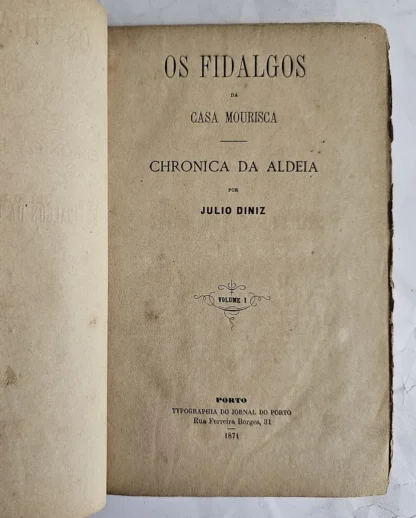 OS FIDALGOS
DA
CASA MOURISCA
CHRONICA DA ALDEIA
POR
JULIO DINIZ
VOLUME I
PORTO
TYPOGRAPHIA DO JORNAL DO PORTO
Rua Ferreira Borges, 31
1871